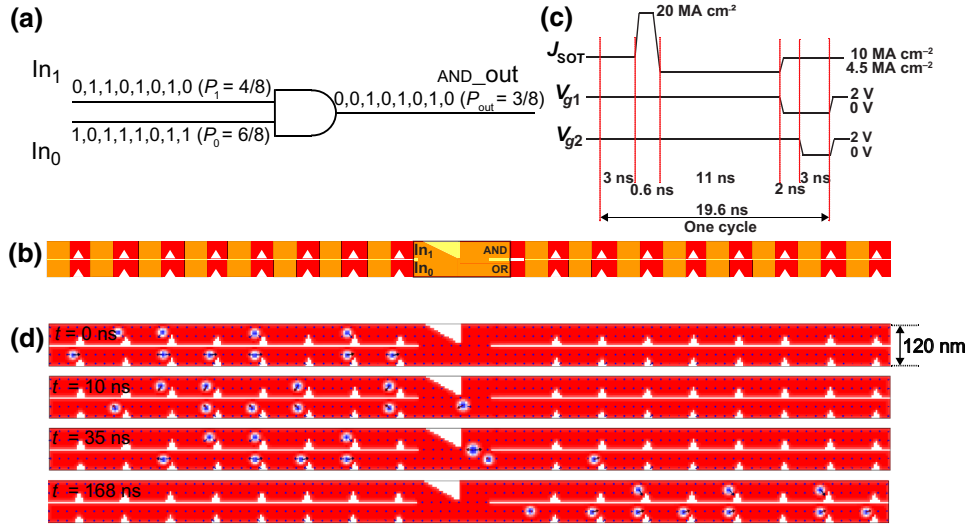 (a)
In1
0,1,1,0,1,0,1,0 (P1 = 4/8)
1,0,1,1,1,0,1,1 (P0 = 6/8)
In0
AND_out
0,0,1,0,1,0,1,0 (Pout = 3/8)
(c)
20 MA cm⁻²
JSOT
10 MA cm⁻²
4.5 MA cm⁻²
Vg1
2 V
0 V
Vg2
2 V
0 V
3 ns
0.6 ns
11 ns
2 ns
3 ns
19.6 ns
One cycle
(b)
In1
AND
In0
OR
(d)
t = 0 ns
120 nm
t = 10 ns
t = 35 ns
t = 168 ns